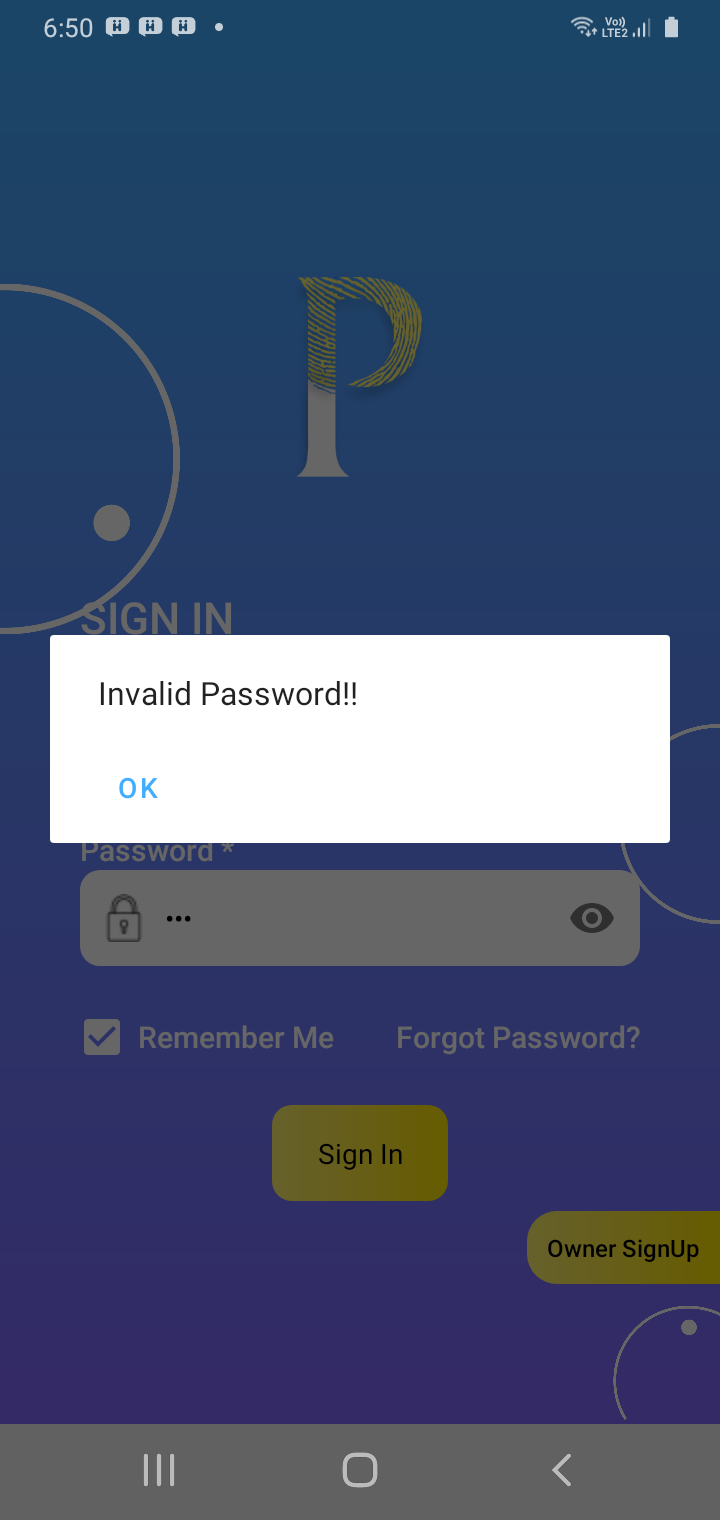 6:50
Vo))
LTE2
P
SIGN IN
Invalid Password!!
OK
Password *
•••
Remember Me
Forgot Password?
Sign In
Owner SignUp